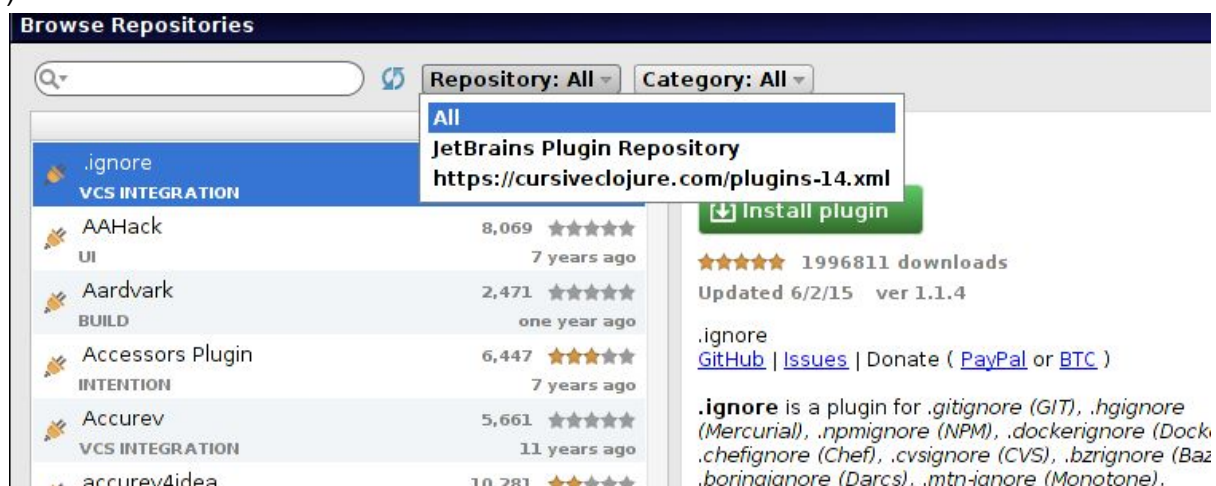 )
Browse Repositories
Repository: All
Category: All
All
JetBrains Plugin Repository
https://cursiveclojure.com/plugins-14.xml
.ignore
VCS INTEGRATION
AAHack
8,069
UI
7 years ago
Aardvark
2,471
BUILD
one year ago
Accessors Plugin
6,447
INTENTION
7 years ago
Accurev
5,661
VCS INTEGRATION
11 years ago
accurev4idea
10,281
Install plugin
1996811 downloads
Updated 6/2/15 ver 1.1.4
.ignore
GitHub | Issues | Donate ( PayPal or BTC )
.ignore is a plugin for .gitignore (GIT), .hgignore
(Mercurial), .npmignore (NPM), .dockerignore (Dock
.chefignore (Chef), .cvsignore (CVS), .bzrignore (Baz
.boringignore (Darcs), .mtn-ignore (Monotone),